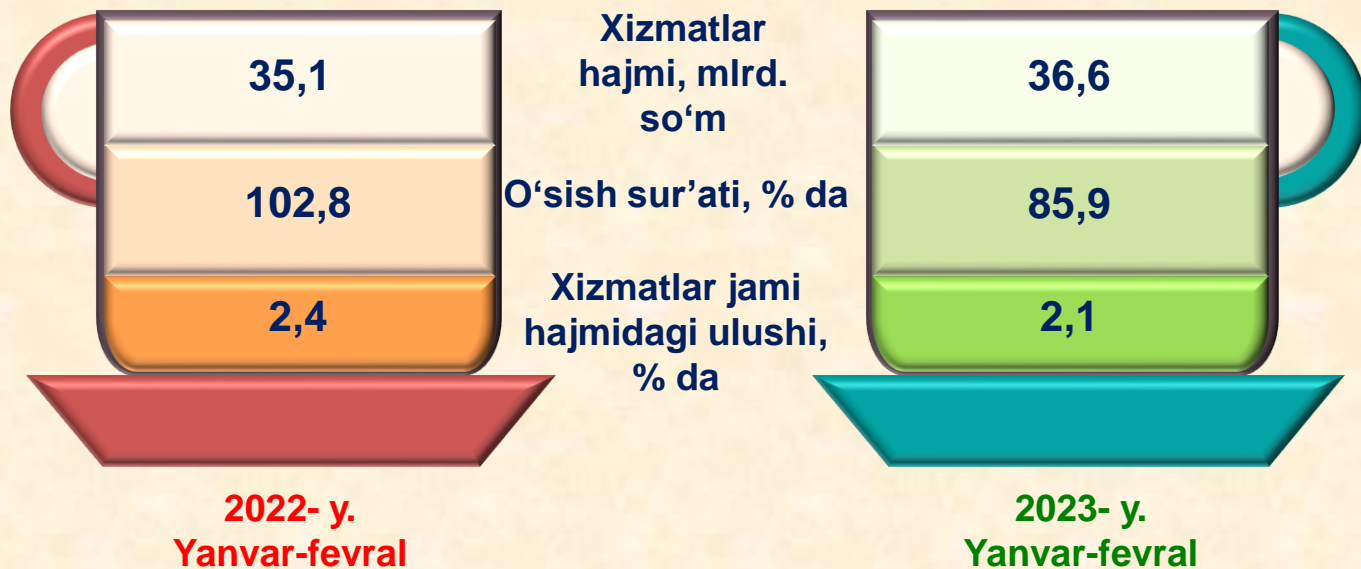 35,1
Xizmatlar
hajmi, mlrd.
so‘m
36,6
102,8
O‘sish sur’ati, % da
85,9
2,4
Xizmatlar jami
hajmidagi ulushi,
% da
2,1
2022- y.
Yanvar-fevral
2023- y.
Yanvar-fevral